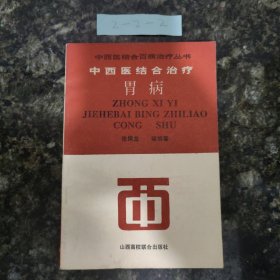 2-2-2
中西医结合百病治疗丛书
中西医结合治疗
胃病
ZHONG XI YI
JIEHEBAI BING ZHILIAO
CONG SHU
山西高校联合出版社